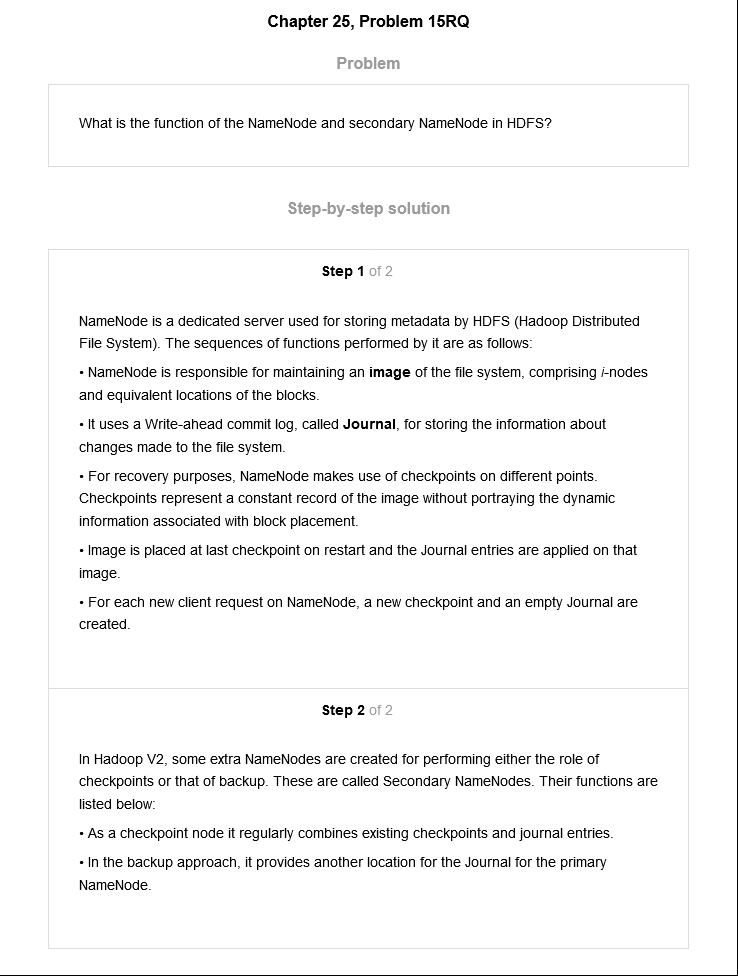 Chapter 25, Problem 15RQ
Problem
What is the function of the NameNode and secondary NameNode in HDFS?
Step-by-step solution
Step 1 of 2
NameNode is a dedicated server used for storing metadata by HDFS (Hadoop Distributed
File System). The sequences of functions performed by it are as follows:
• NameNode is responsible for maintaining an image of the file system, comprising i-nodes
and equivalent locations of the blocks.
• It uses a Write-ahead commit log, called Journal, for storing the information about
changes made to the file system.
• For recovery purposes, NameNode makes use of checkpoints on different points.
Checkpoints represent a constant record of the image without portraying the dynamic
information associated with block placement.
• Image is placed at last checkpoint on restart and the Journal entries are applied on that
image.
• For each new client request on NameNode, a new checkpoint and an empty Journal are
created.
Step 2 of 2
In Hadoop V2, some extra NameNodes are created for performing either the role of
checkpoints or that of backup. These are called Secondary NameNodes. Their functions are
listed below:
• As a checkpoint node it regularly combines existing checkpoints and journal entries.
• In the backup approach, it provides another location for the Journal for the primary
NameNode.